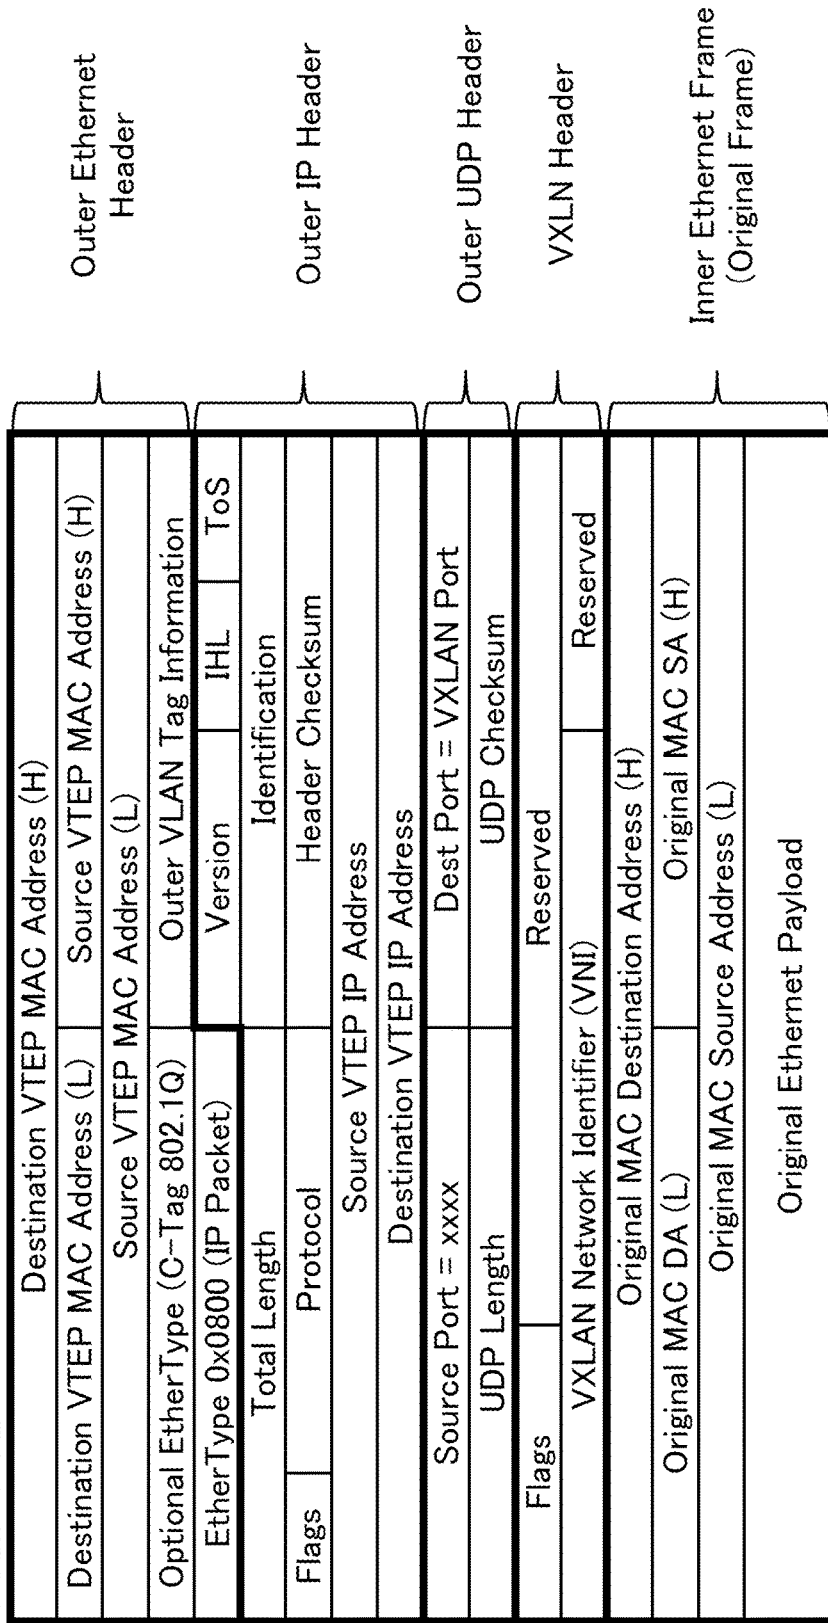 Destination VTEP MAC Address (H)
Destination VTEP MAC Address (L) Source VTEP MAC Address (H)
Source VTEP MAC Address (L)
Optional EtherType (C-Tag 802.1Q) Outer VLAN Tag Information
Outer Ethernet
Header
EtherType 0x0800 (IP Packet) Version IHL ToS
Total Length Identification
Flags Protocol Header Checksum
Source VTEP IP Address
Destination VTEP IP Address
Outer IP Header
Source Port = xxxx Dest Port = VXLAN Port
UDP Length UDP Checksum
Outer UDP Header
Flags Reserved
VXLAN Network Identifier (VNI) Reserved
VXLN Header
Original MAC Destination Address (H)
Original MAC DA (L) Original MAC SA (H)
Original MAC Source Address (L)
Original Ethernet Payload
Inner Ethernet Frame
(Original Frame)